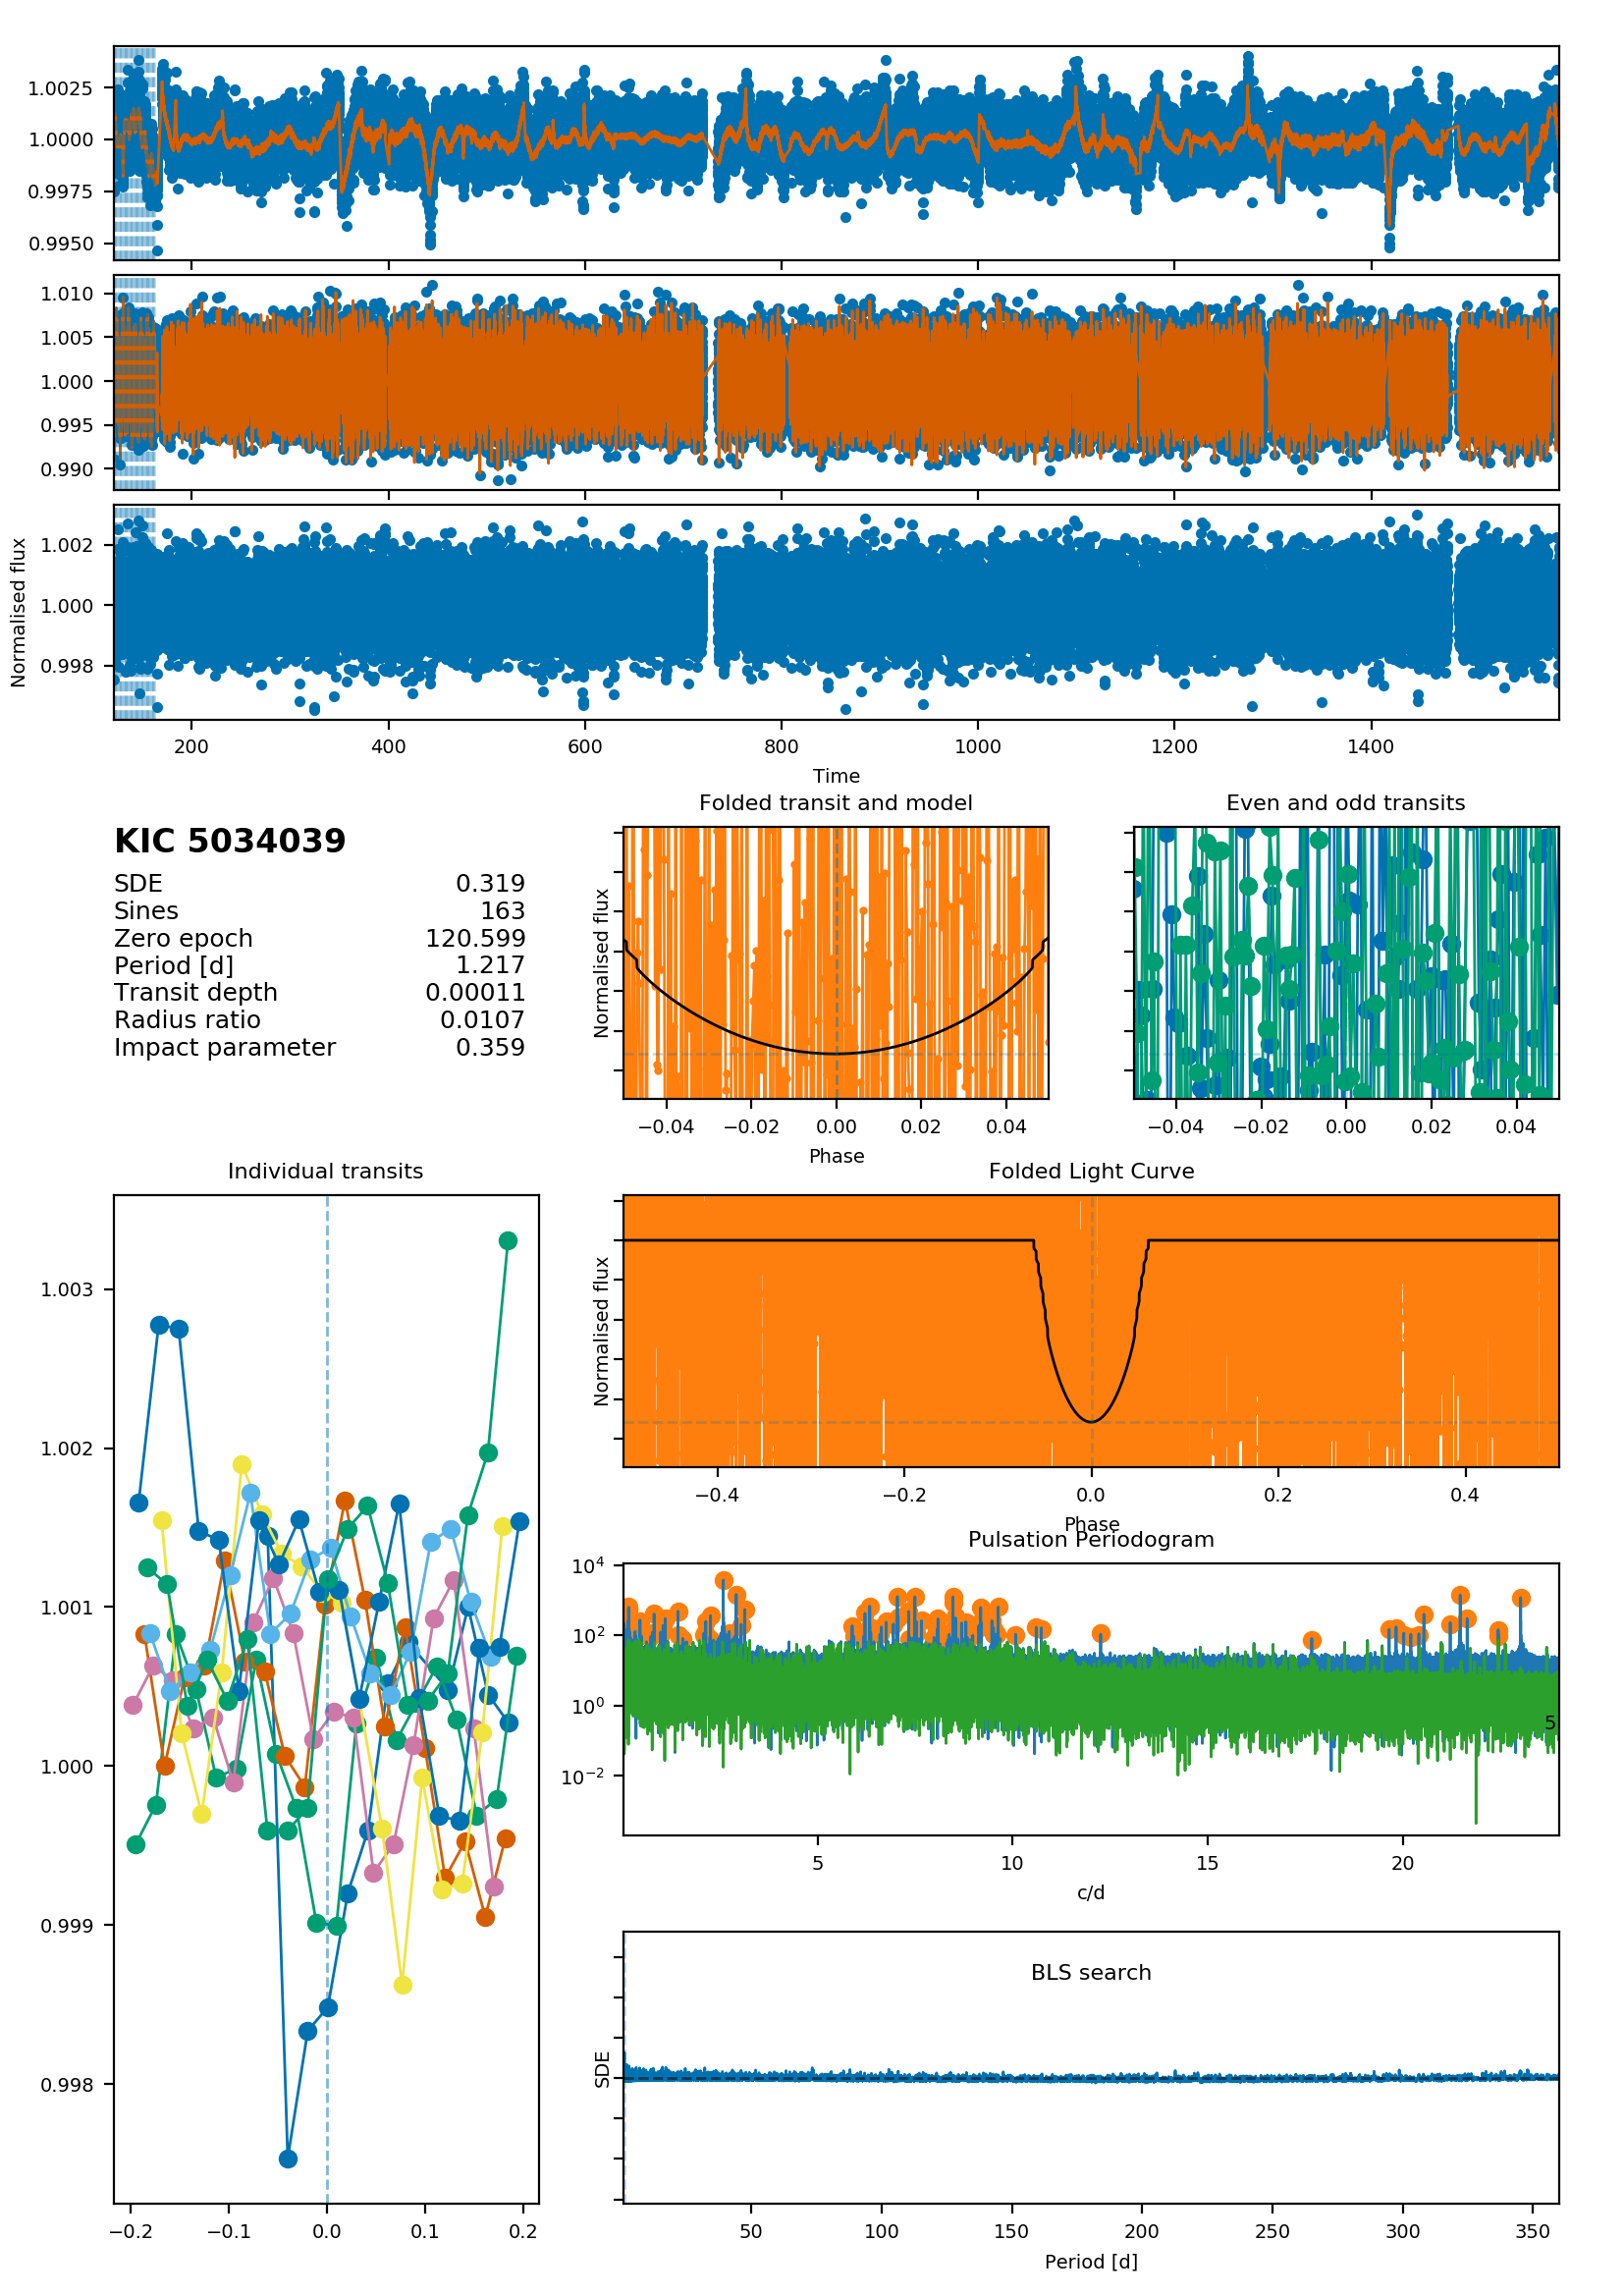 1.0025
1.0000
0.9975
0.9950
1.010
1.005
1.000
0.995
0.990
1.002
1.000
0.998
Normalised flux
200 400 600 800 1000 1200 1400
Time
KIC 5034039
SDE 0.319
Sines 163
Zero epoch 120.599
Period [d] 1.217
Transit depth 0.00011
Radius ratio 0.0107
Impact parameter 0.359
Folded transit and model
Normalised flux
−0.04 −0.02 0.00 0.02 0.04
Phase
Even and odd transits
−0.04 −0.02 0.00 0.02 0.04
Individual transits
1.003
1.002
1.001
1.000
0.999
0.998
−0.2 −0.1 0.0 0.1 0.2
Folded Light Curve
Normalised flux
−0.4 −0.2 0.0 0.2 0.4
Phase
Pulsation Periodogram
10⁴
10²
10⁰
10⁻²
5
5 10 15 20
c/d
BLS search
SDE
50 100 150 200 250 300 350
Period [d]